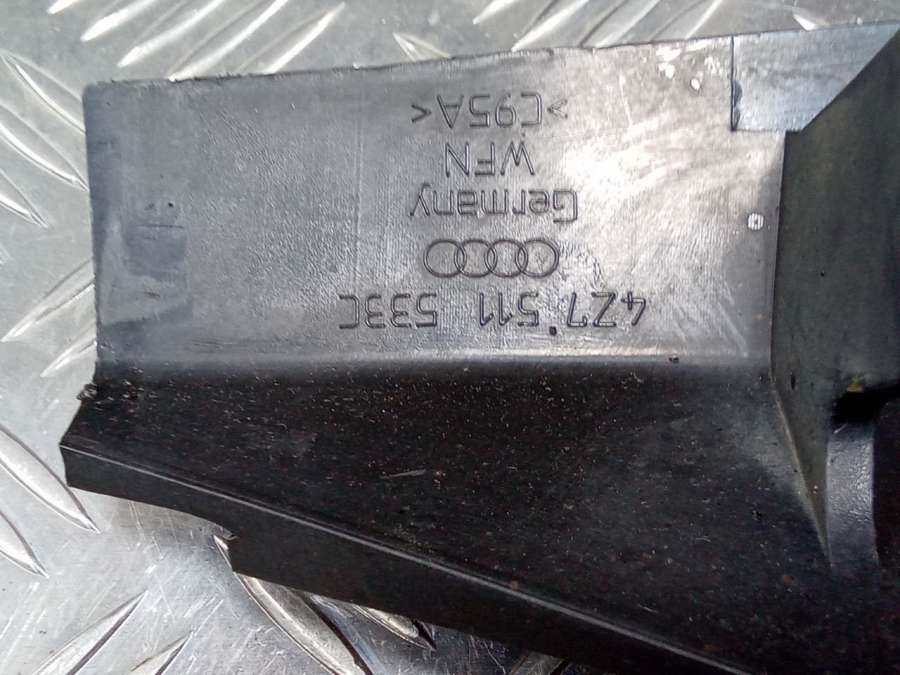 4Z7 511 533C
Germany
WFN
>C95A<